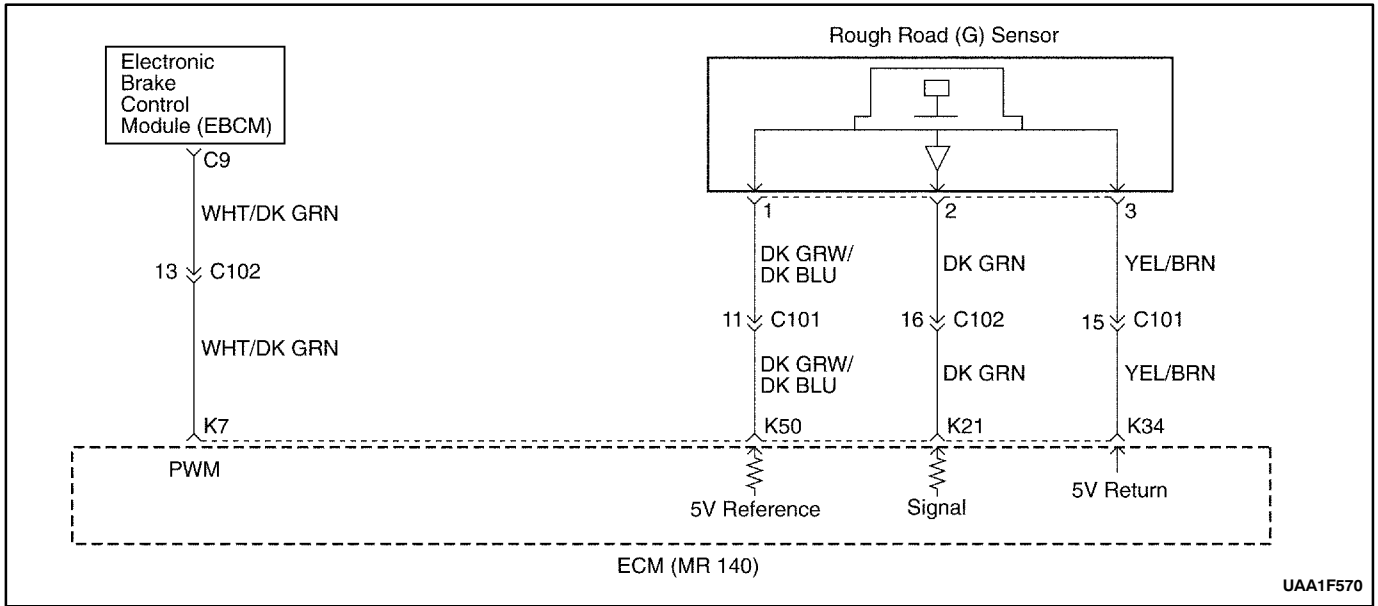 Rough Road (G) Sensor
Electronic
Brake
Control
Module (EBCM)
C9
1
2
3
WHT/DK GRN
DK GRW/
DK BLU
DK GRN
YEL/BRN
13 C102
11 C101
16 C102
15 C101
WHT/DK GRN
DK GRW/
DK BLU
DK GRN
YEL/BRN
K7
K50
K21
K34
PWM
5V Reference
Signal
5V Return
ECM (MR 140)
UAA1F570